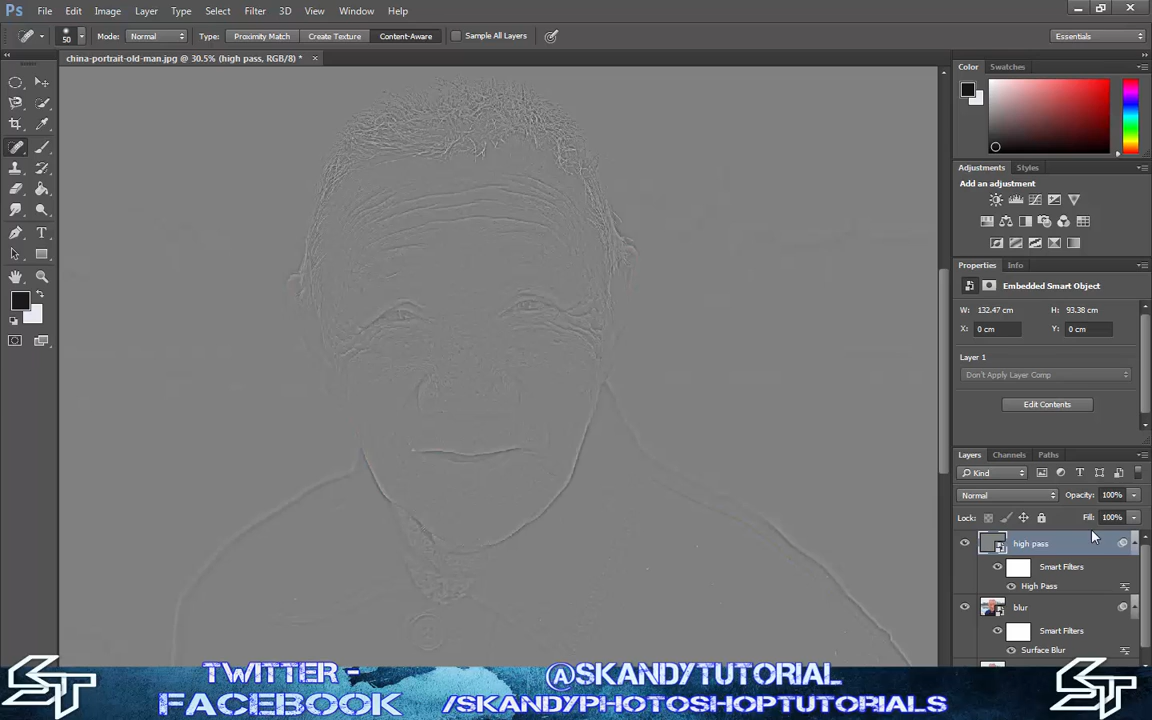 Ps File Edit Image Layer Type Select Filter 3D View Window Help
50 Mode: Normal Type: Proximity Match Create Texture Content-Aware Sample All Layers Essentials
china-portrait-old-man.jpg @ 30.5% (high pass, RGB/8) *
Color Swatches
Adjustments Styles
Add an adjustment
Properties Info
Embedded Smart Object
W: 132.47 cm H: 93.38 cm
X: 0 cm Y: 0 cm
Layer 1
Don't Apply Layer Comp
Edit Contents
Layers Channels Paths
Kind
Normal Opacity: 100%
Lock: Fill: 100%
high pass
Smart Filters
High Pass
blur
Smart Filters
Surface Blur
ST TWITTER - @SKANDYTUTORIAL ST
FACEBOOK /SKANDYPHOTOSHOPTUTORIALS